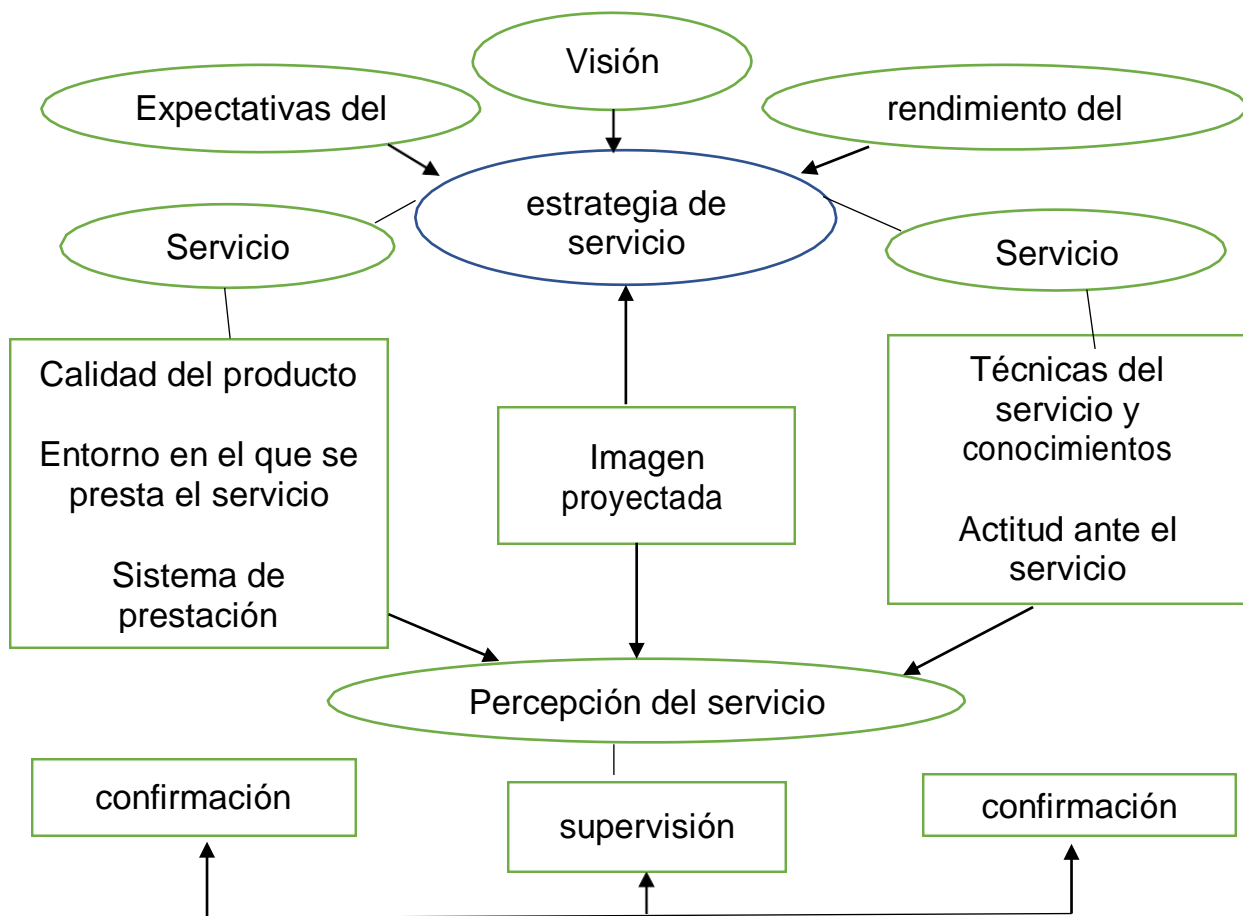 Visión
Expectativas del
rendimiento del
estrategia de
servicio
Servicio
Servicio
Calidad del producto
Entorno en el que se
presta el servicio
Sistema de
prestación
Imagen
proyectada
Técnicas del
servicio y
conocimientos
Actitud ante el
servicio
Percepción del servicio
confirmación
supervisión
confirmación